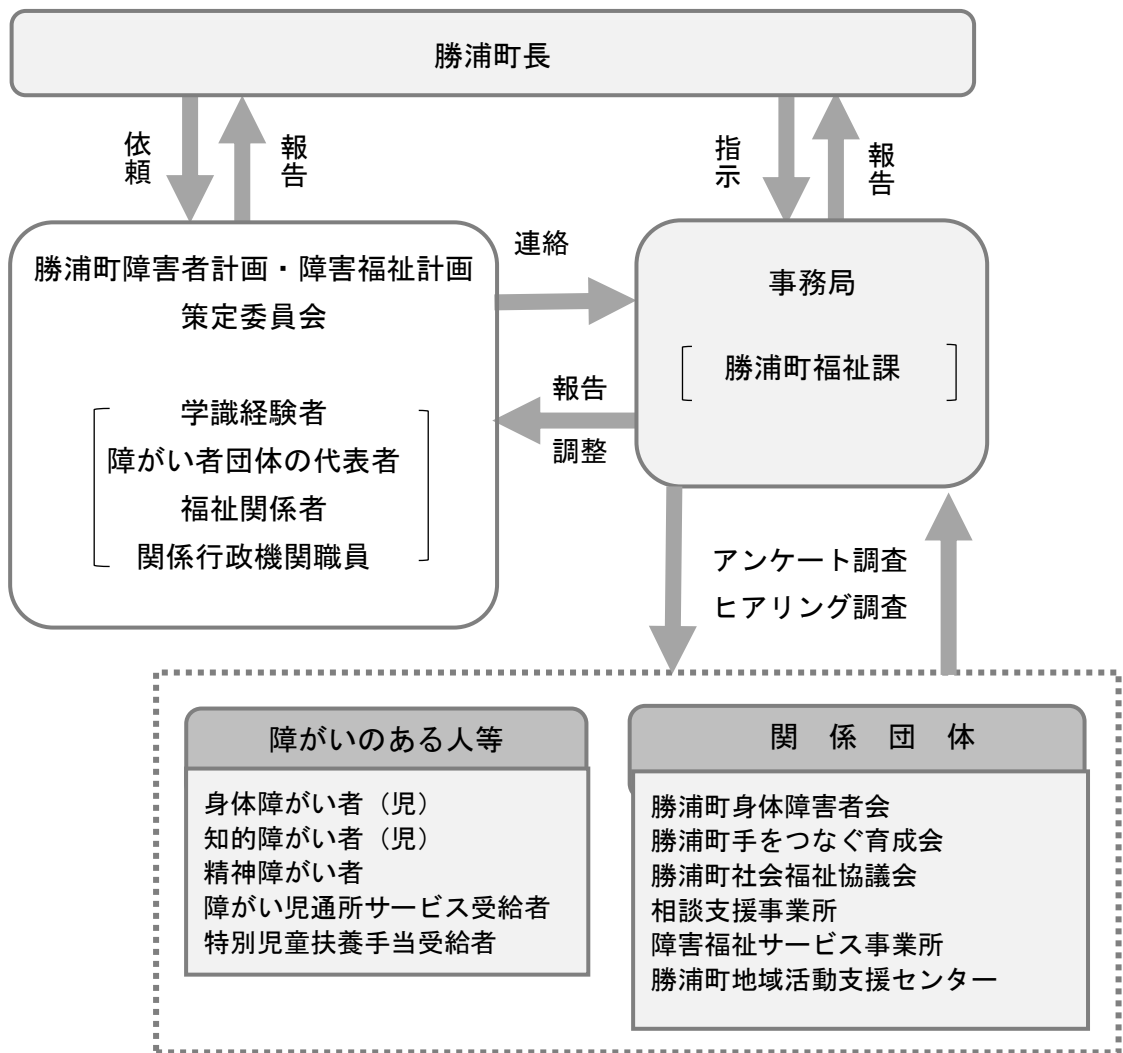 勝浦町長
依頼
報告
指示
報告
勝浦町障害者計画・障害福祉計画
策定委員会
学識経験者
障がい者団体の代表者
福祉関係者
関係行政機関職員
連絡
報告
調整
事務局
勝浦町福祉課
アンケート調査
ヒアリング調査
障がいのある人等
身体障がい者（児）
知的障がい者（児）
精神障がい者
障がい児通所サービス受給者
特別児童扶養手当受給者
関　係　団　体
勝浦町身体障害者会
勝浦町手をつなぐ育成会
勝浦町社会福祉協議会
相談支援事業所
障害福祉サービス事業所
勝浦町地域活動支援センター